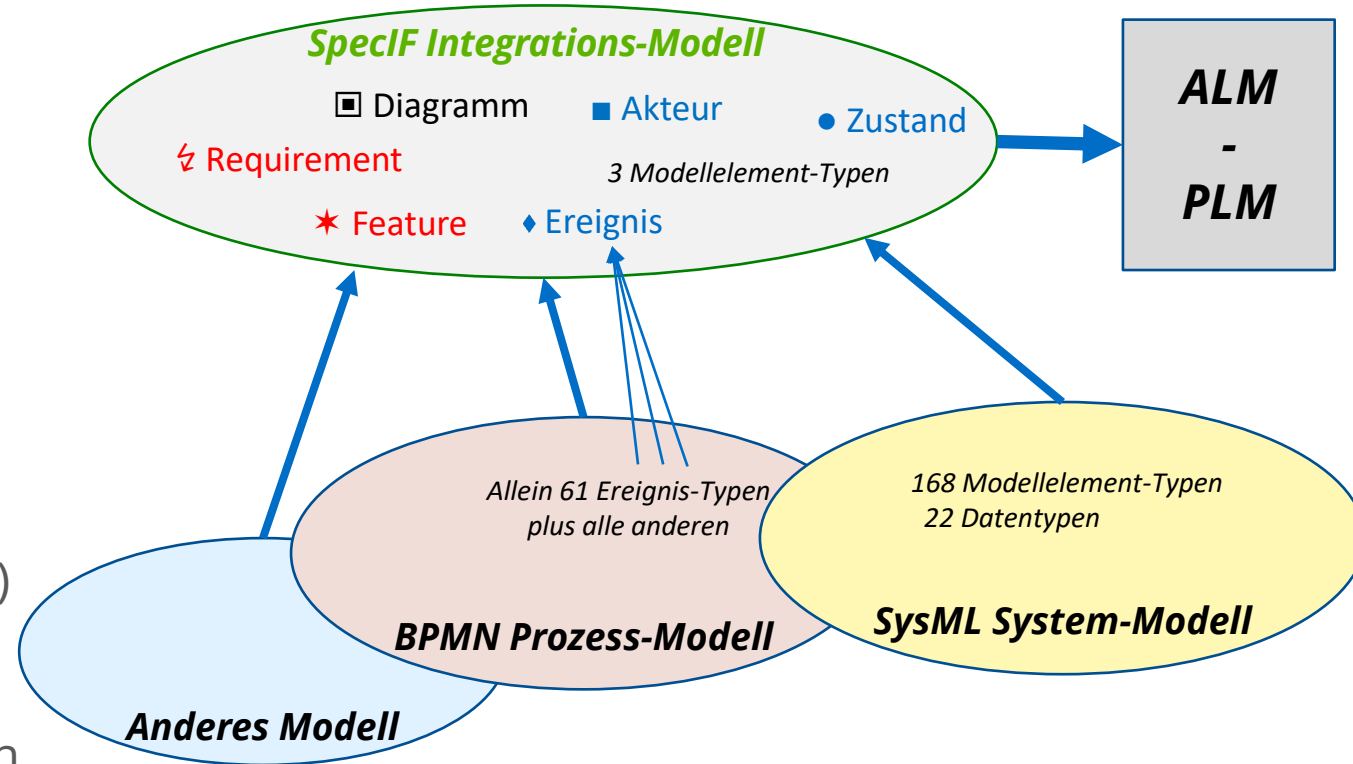 SpecIF Integrations-Modell
▣ Diagramm
■ Akteur
● Zustand
↯ Requirement
3 Modellelement-Typen
✶ Feature
♦ Ereignis
ALM
-
PLM
Allein 61 Ereignis-Typen
plus alle anderen
168 Modellelement-Typen
22 Datentypen
)
BPMN Prozess-Modell
SysML System-Modell
Anderes Modell
n